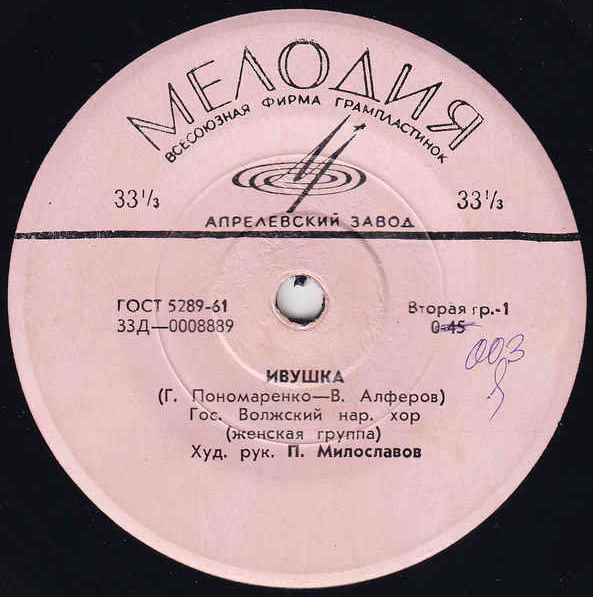 МЕЛОДИЯ
ВСЕСОЮЗНАЯ ФИРМА ГРАМПЛАСТИНОК
33⅓ 33⅓
АПРЕЛЕВСКИЙ ЗАВОД
ГОСТ 5289-61 Вторая гр.-1
33Д—0008889 0-45
003
ИВУШКА
(Г. Пономаренко—В. Алферов)
Гос. Волжский нар. хор
(женская группа)
Худ. рук. П. Милославов